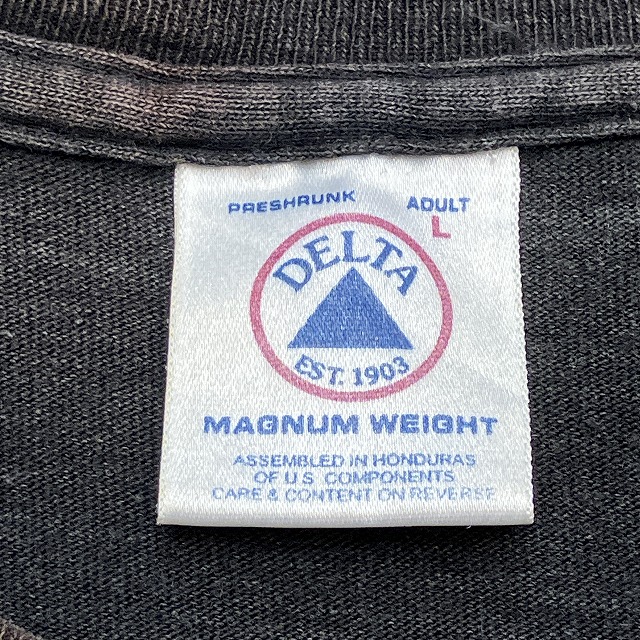 PRESHRUNK ADULT
L
DELTA
EST. 1903
MAGNUM WEIGHT
ASSEMBLED IN HONDURAS
OF U S COMPONENTS
CARE & CONTENT ON REVERSE